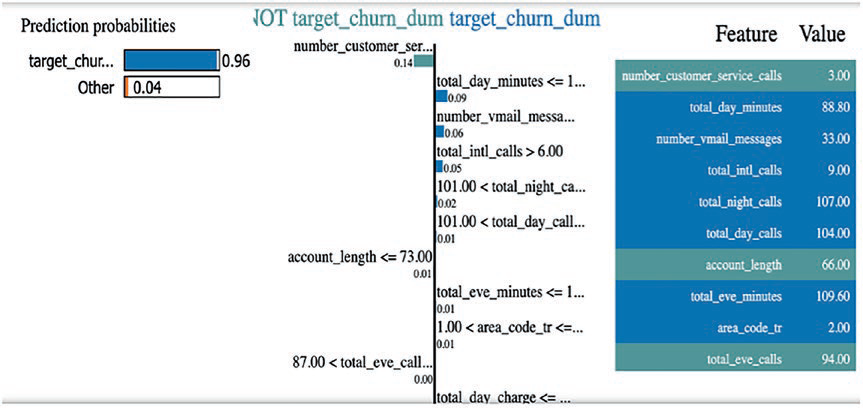 Prediction probabilities
target_chur... 0.96
Other 0.04
NOT target_churn_dum target_churn_dum
number_customer_ser...
0.14
total_day_minutes <= 1...
0.09
number_vmail_messa...
0.06
total_intl_calls > 6.00
0.05
101.00 < total_night_ca...
0.02
101.00 < total_day_call...
0.01
account_length <= 73.00
0.01
total_eve_minutes <= 1...
0.01
1.00 < area_code_tr <=...
0.01
87.00 < total_eve_call...
0.00
total_day_charge <= ...
Feature Value
number_customer_service_calls 3.00
total_day_minutes 88.80
number_vmail_messages 33.00
total_intl_calls 9.00
total_night_calls 107.00
total_day_calls 104.00
account_length 66.00
total_eve_minutes 109.60
area_code_tr 2.00
total_eve_calls 94.00